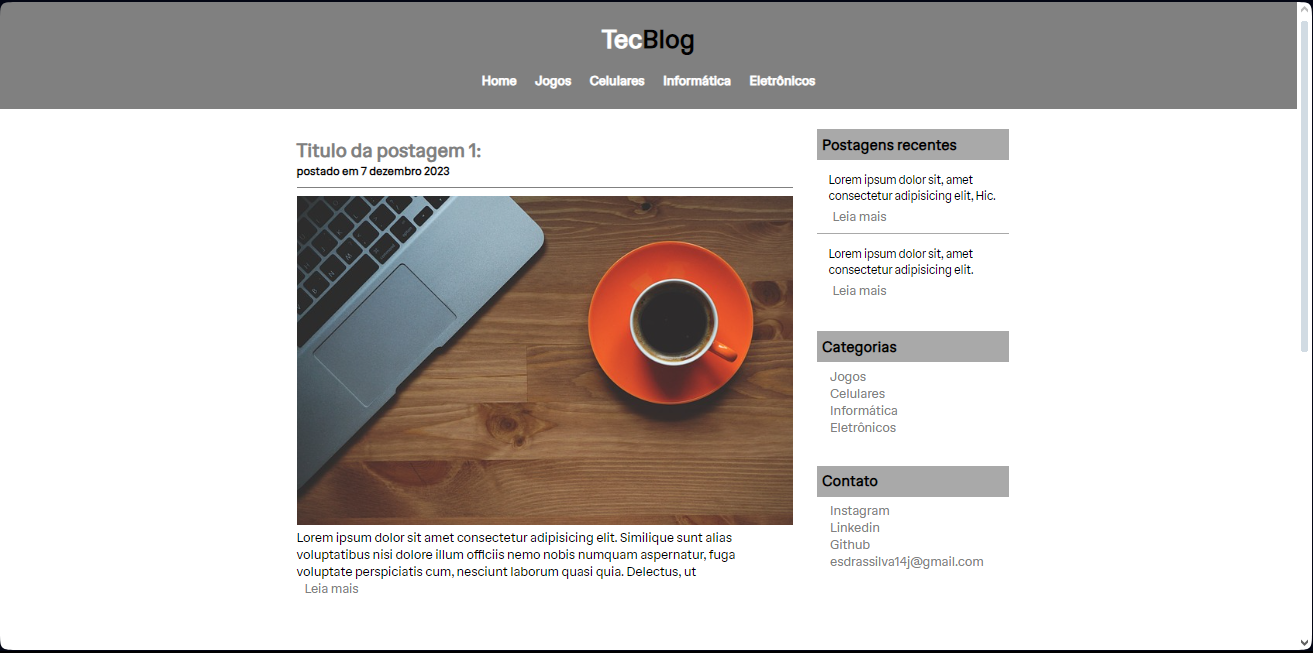 TecBlog
Home Jogos Celulares Informática Eletrônicos
Titulo da postagem 1:
postado em 7 dezembro 2023
Lorem ipsum dolor sit amet consectetur adipisicing elit. Similique sunt alias
voluptatibus nisi dolore illum officiis nemo nobis numquam aspernatur, fuga
voluptate perspiciatis cum, nesciunt laborum quasi quia. Delectus, ut
Leia mais
Postagens recentes
Lorem ipsum dolor sit, amet
consectetur adipisicing elit, Hic.
Leia mais
Lorem ipsum dolor sit, amet
consectetur adipisicing elit.
Leia mais
Categorias
Jogos
Celulares
Informática
Eletrônicos
Contato
Instagram
Linkedin
Github
esdrassilva14j@gmail.com